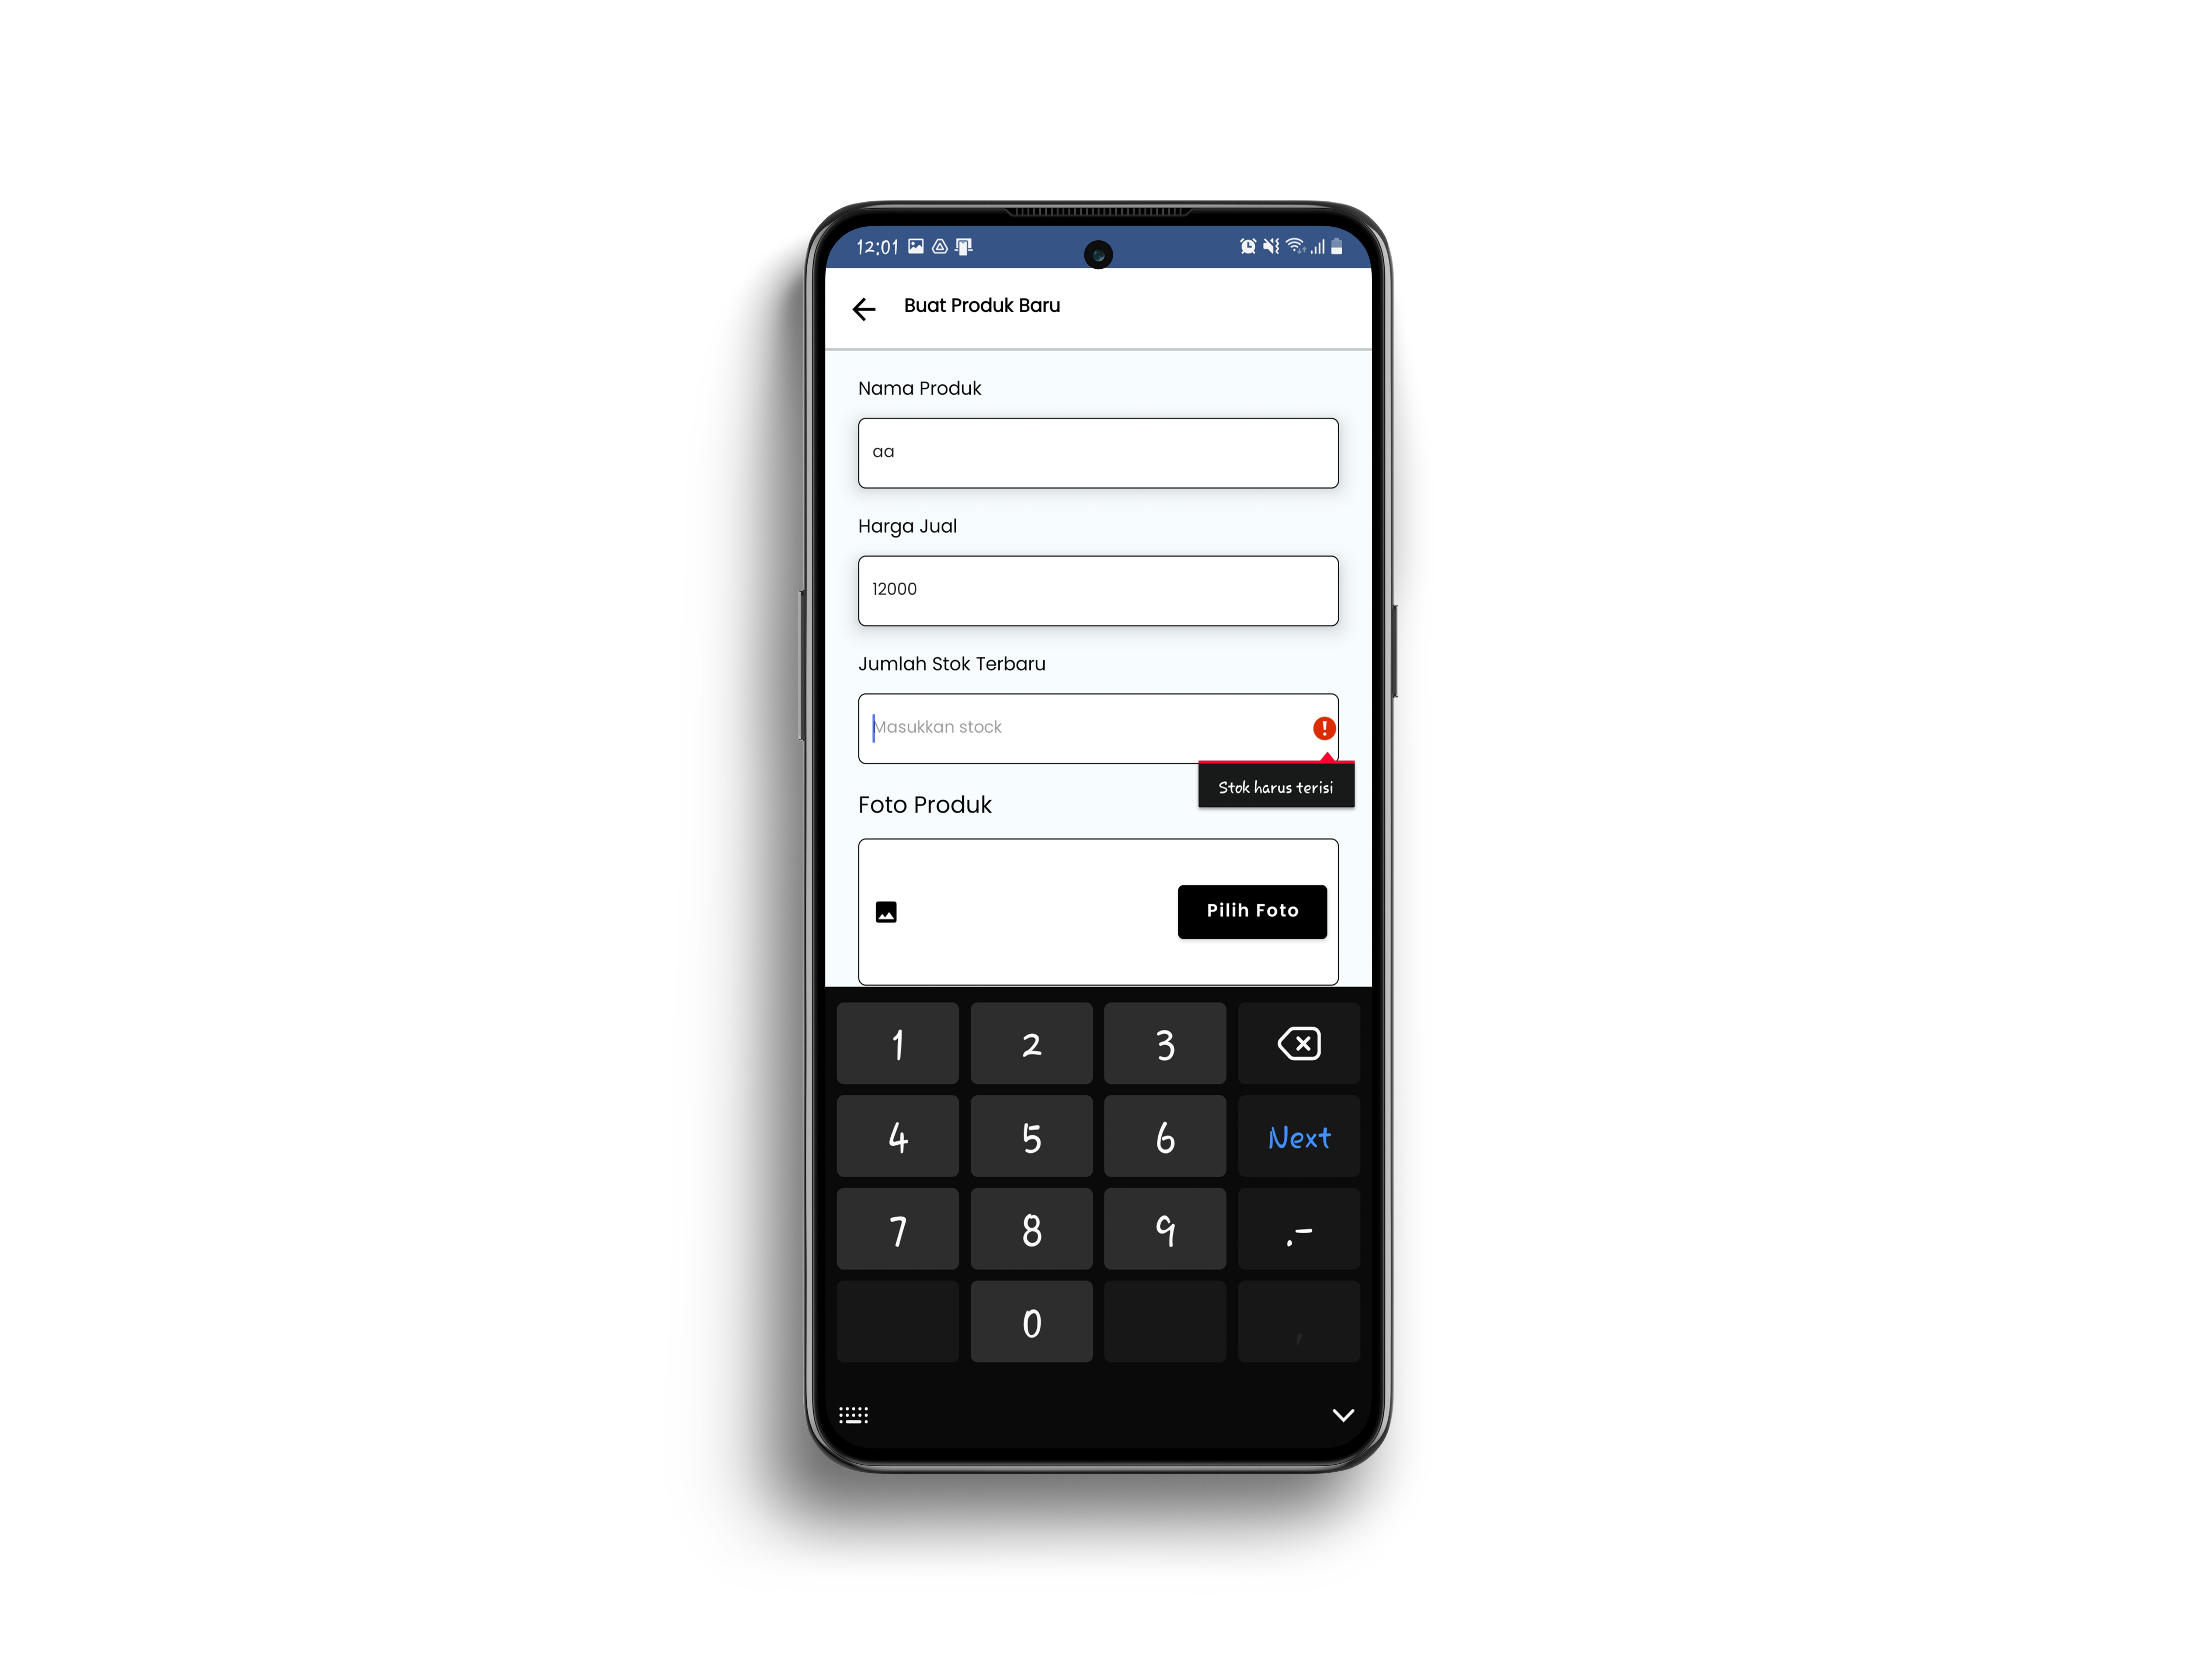 12:01
Buat Produk Baru
Nama Produk
aa
Harga Jual
12000
Jumlah Stok Terbaru
Masukkan stock
Stok harus terisi
Foto Produk
Pilih Foto
1 2 3
4 5 6 Next
7 8 9 .-
0 ,